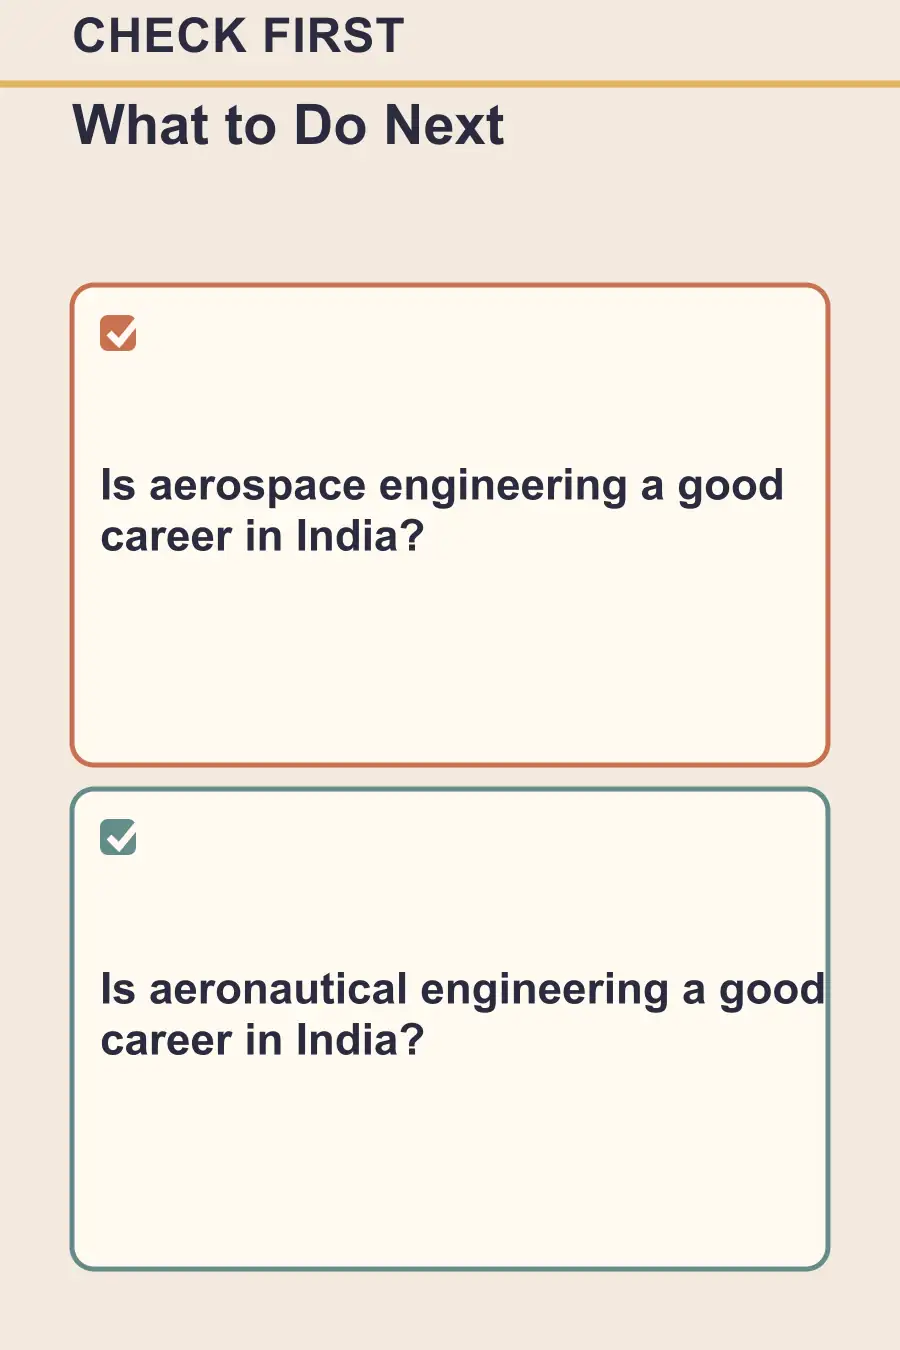 CHECK FIRST
What to Do Next
Is aerospace engineering a good
career in India?
Is aeronautical engineering a good
career in India?